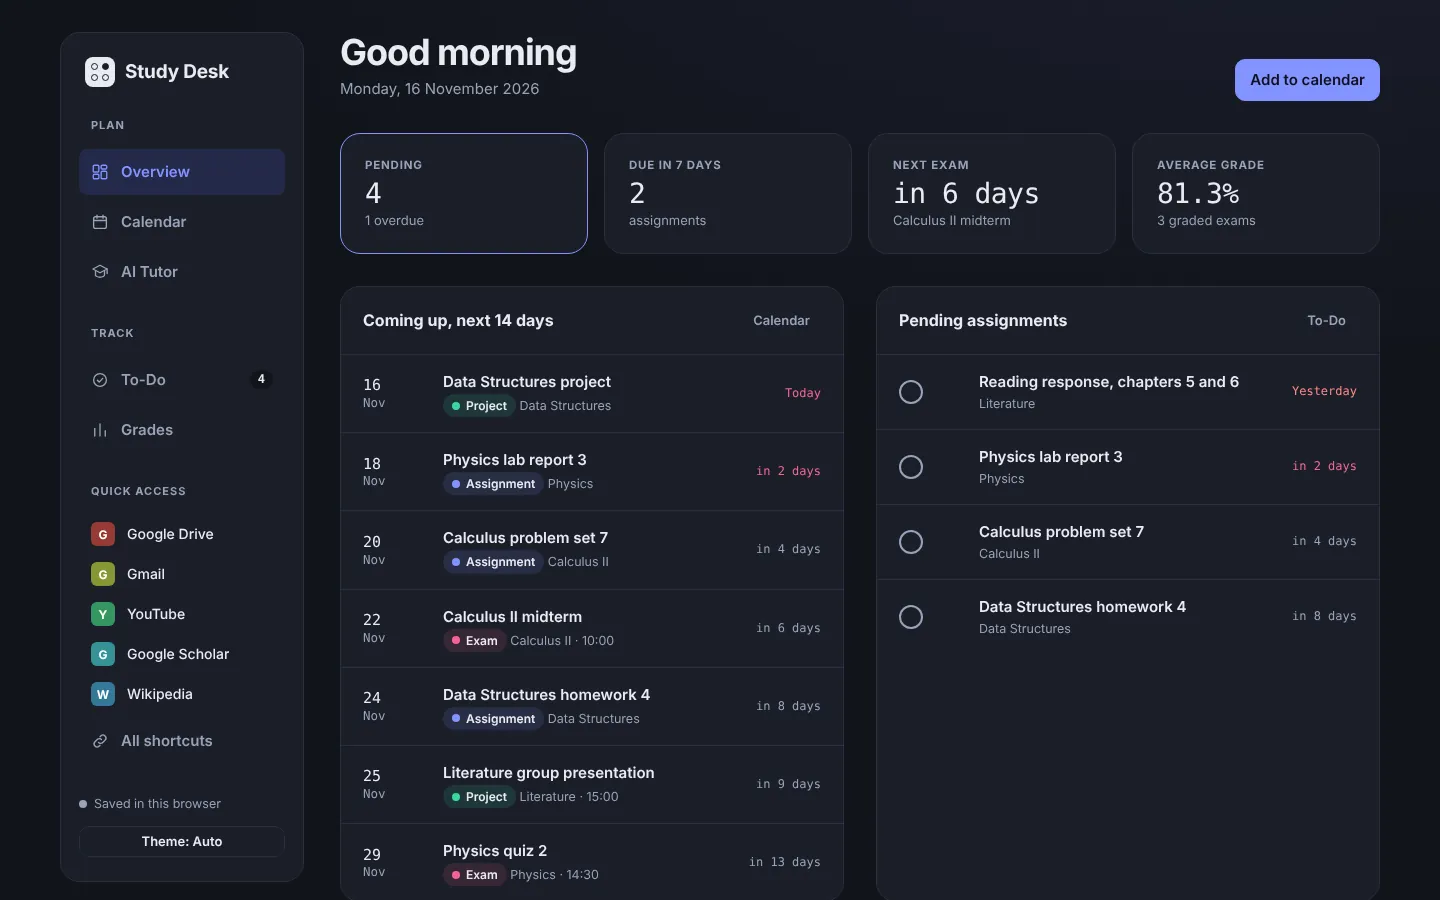 Study Desk
PLAN
Overview
Calendar
AI Tutor
TRACK
To-Do 4
Grades
QUICK ACCESS
G Google Drive
G Gmail
Y YouTube
G Google Scholar
W Wikipedia
All shortcuts
Saved in this browser
Theme: Auto
Good morning
Monday, 16 November 2026
Add to calendar
PENDING
4
1 overdue
DUE IN 7 DAYS
2
assignments
NEXT EXAM
in 6 days
Calculus II midterm
AVERAGE GRADE
81.3%
3 graded exams
Coming up, next 14 days Calendar
16 Nov
Data Structures project
Project Data Structures
Today
18 Nov
Physics lab report 3
Assignment Physics
in 2 days
20 Nov
Calculus problem set 7
Assignment Calculus II
in 4 days
22 Nov
Calculus II midterm
Exam Calculus II · 10:00
in 6 days
24 Nov
Data Structures homework 4
Assignment Data Structures
in 8 days
25 Nov
Literature group presentation
Project Literature · 15:00
in 9 days
29 Nov
Physics quiz 2
Exam Physics · 14:30
in 13 days
Pending assignments To-Do
Reading response, chapters 5 and 6
Literature
Yesterday
Physics lab report 3
Physics
in 2 days
Calculus problem set 7
Calculus II
in 4 days
Data Structures homework 4
Data Structures
in 8 days